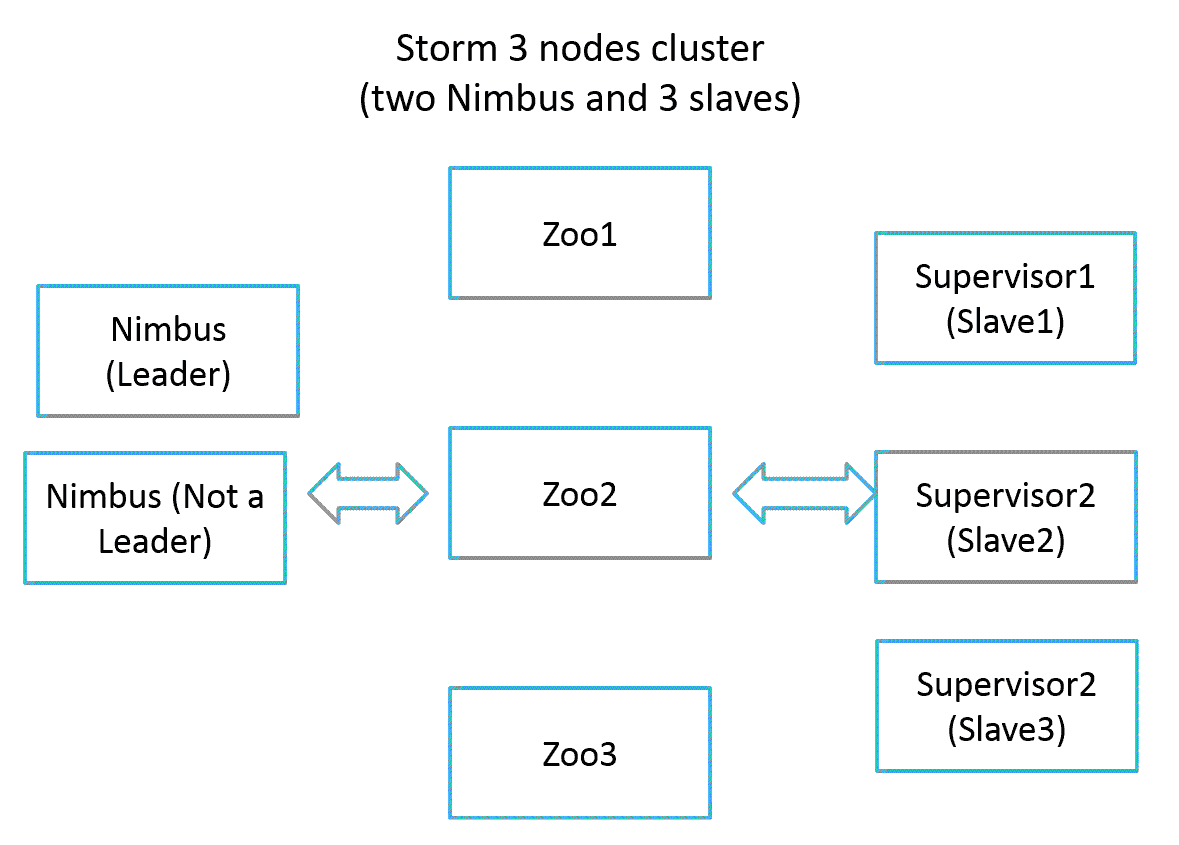 Storm 3 nodes cluster
(two Nimbus and 3 slaves)
Zoo1
Supervisor1
(Slave1)
Nimbus
(Leader)
Nimbus (Not a
Leader)
Zoo2
Supervisor2
(Slave2)
Supervisor2
(Slave3)
Zoo3